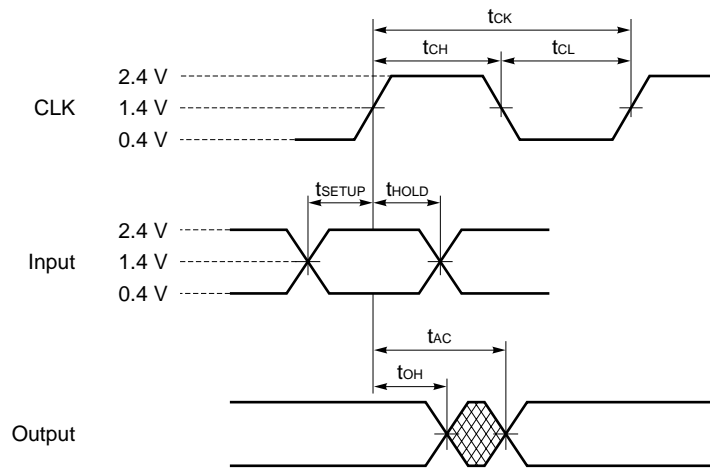 tCK
tCH tCL
2.4 V
CLK 1.4 V
0.4 V
tSETUP tHOLD
2.4 V
Input 1.4 V
0.4 V
tAC
tOH
Output